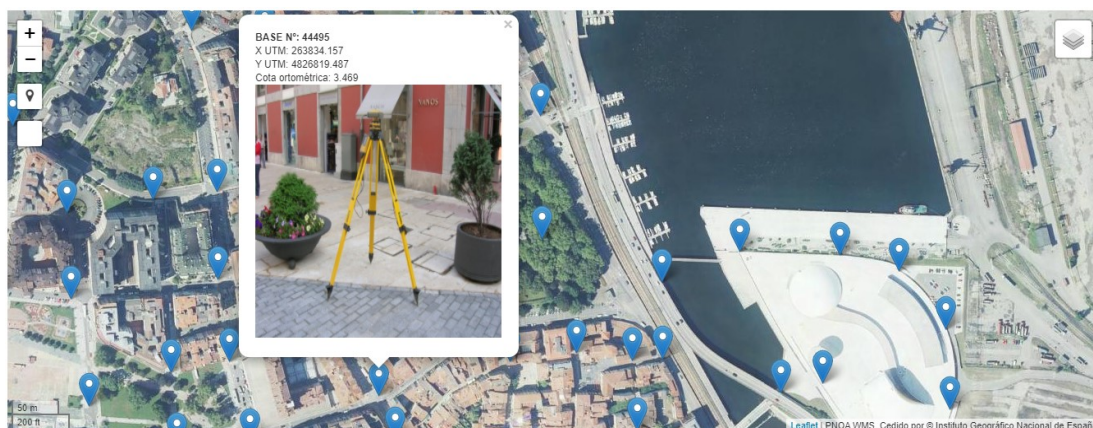 +
−
×
BASE Nº: 44495
X UTM: 263834.157
Y UTM: 4826819.487
Cota ortométrica: 3.469
50 m
200 ft
Leaflet | PNOA WMS. Cedido por © Instituto Geográfico Nacional de España